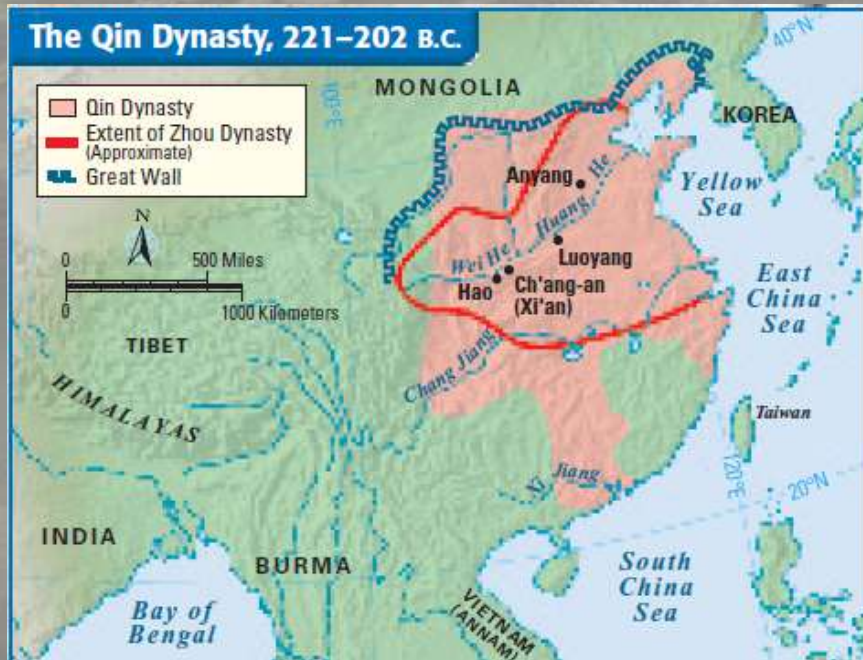 The Qin Dynasty, 221–202 B.C.
Qin Dynasty
Extent of Zhou Dynasty
(Approximate)
Great Wall
N
0 500 Miles
0 1000 Kilometers
100°E
40°N
MONGOLIA
KOREA
Anyang
Huang He
Yellow
Sea
Wei He
Luoyang
Hao
Ch'ang-an
(Xi'an)
East
China
Sea
TIBET
Chang Jiang
HIMALAYAS
Taiwan
120°E
Xi Jiang
20°N
INDIA
BURMA
South
China
Sea
VIETNAM
(ANNAM)
Bay of
Bengal